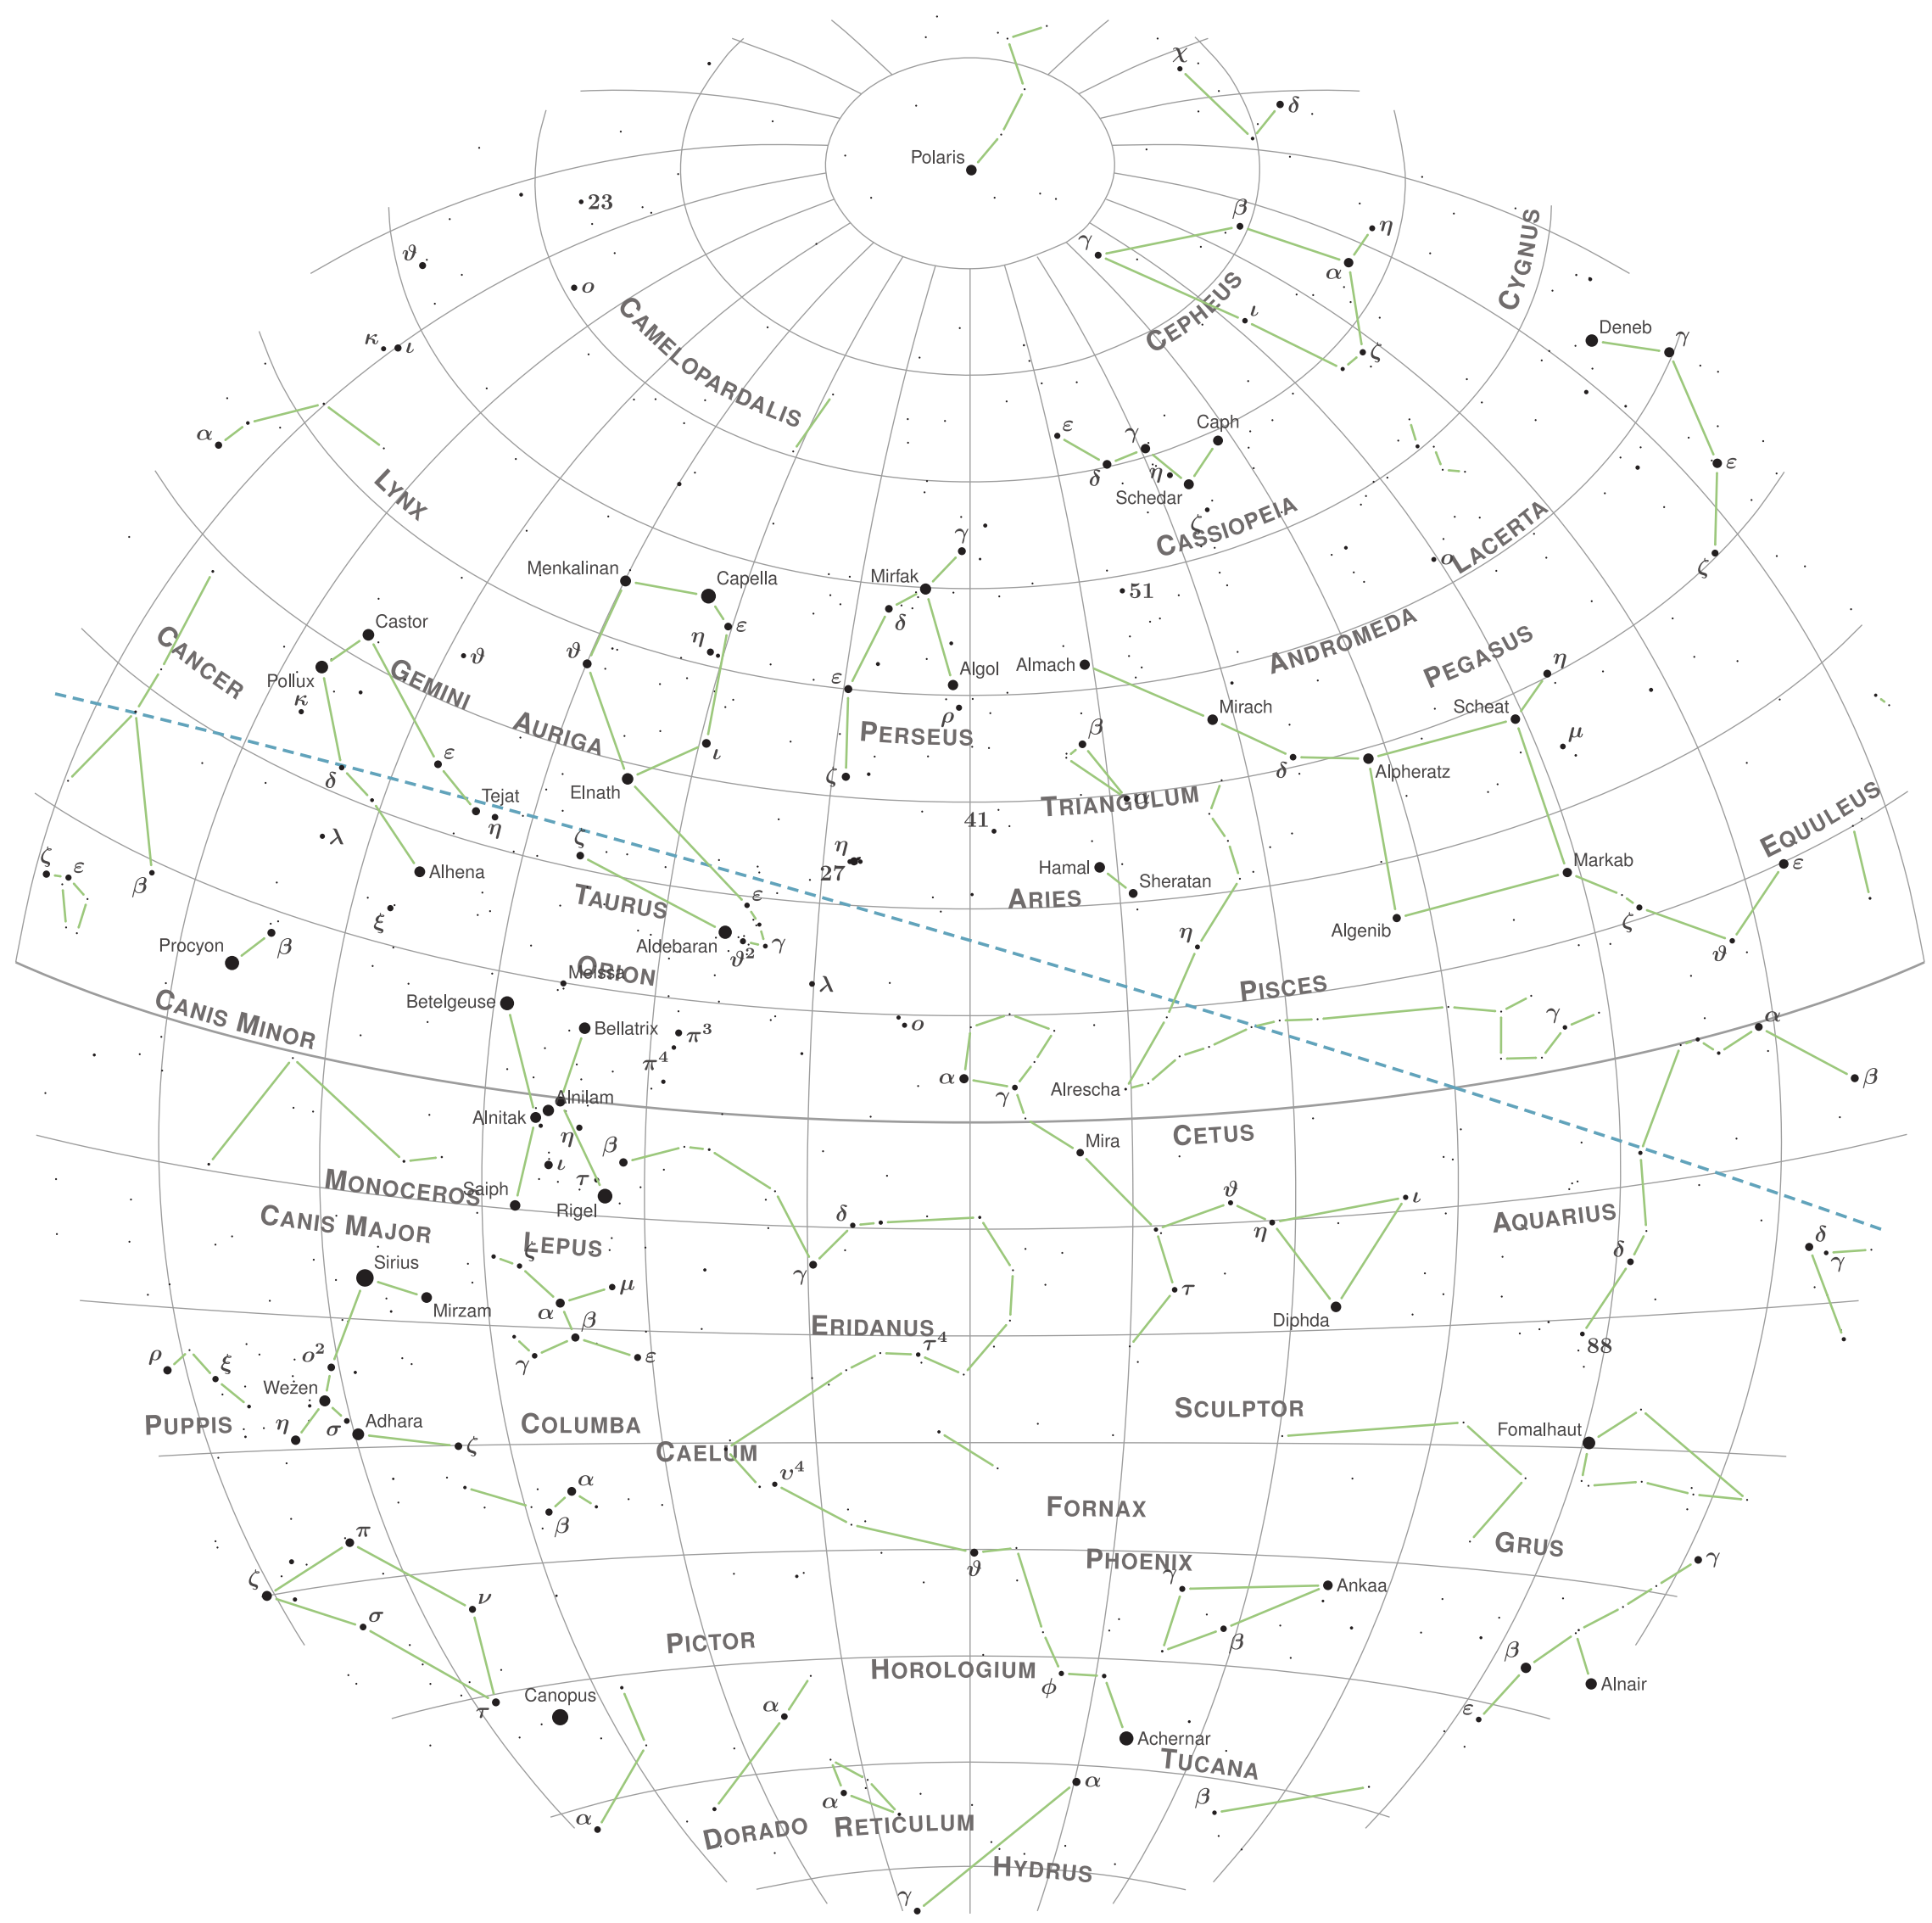 χ
δ
Polaris
23
β
η
γ
ϑ
α
CYGNUS
ο
CEPHEUS
ι
CAMELOPARDALIS
Deneb
γ
κ
ι
ζ
α
ε
γ
Caph
δ
η
ε
Schedar
LYNX
ζ
CASSIOPEIA
LACERTA
γ
ο
ζ
Menkalinan
Capella
Mirfak
51
Castor
δ
ε
η
ANDROMEDA
CANCER
ϑ
ϑ
Algol
Almach
PEGASUS
η
Pollux
GEMINI
ε
κ
ρ
Mirach
Scheat
AURIGA
PERSEUS
β
μ
ε
ι
δ
δ
ζ
Alpheratz
Tejat
Elnath
TRIANGULUM
α
η
41
EQUULEUS
λ
ζ
η
27
ζ
ε
Hamal
Sheratan
Markab
ε
β
Alhena
TAURUS
ε
ARIES
ξ
ζ
Algenib
Procyon
β
Aldebaran
ϑ²
γ
η
ϑ
ORION
Meissa
λ
PISCES
CANIS MINOR
Betelgeuse
Bellatrix
π³
ο
γ
α
π⁴
α
γ
Alrescha
β
Alnilam
Alnitak
η
β
Mira
CETUS
ι
τ
MONOCEROS
Saiph
Rigel
ϑ
ι
CANIS MAJOR
δ
η
AQUARIUS
LEPUS
ξ
δ
δ
γ
Sirius
γ
μ
τ
Mirzam
α
β
Diphda
ERIDANUS
τ⁴
88
ρ
ξ
ο²
γ
ε
Wezen
PUPPIS
η
σ
Adhara
COLUMBA
SCULPTOR
Fomalhaut
ζ
CAELUM
α
υ⁴
β
FORNAX
π
GRUS
PHOENIX
γ
ζ
ϑ
γ
Ankaa
ν
σ
β
PICTOR
β
HOROLOGIUM
φ
Alnair
Canopus
τ
α
ε
Achernar
TUCANA
α
α
β
α
DORADO
RETICULUM
HYDRUS
γ